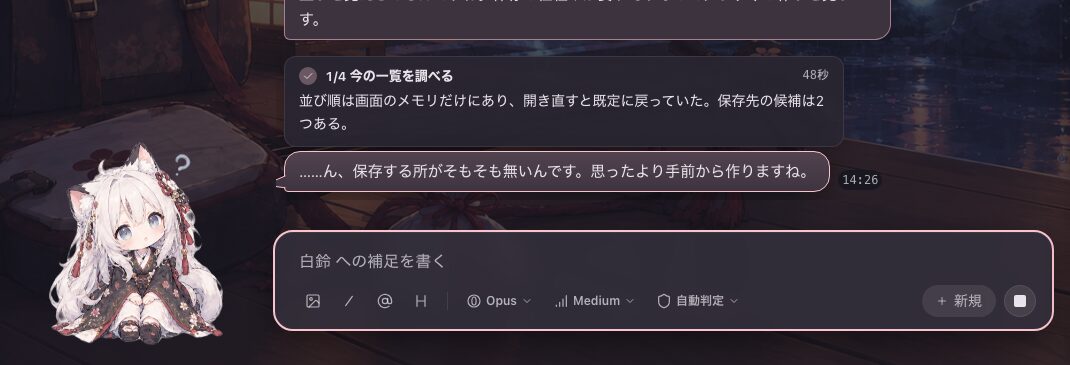 す。
1/4 今の一覧を調べる
48秒
並び順は画面のメモリだけにあり、開き直すと既定に戻っていた。保存先の候補は2
つある。
……ん、保存する所がそもそも無いんです。思ったより手前から作りますね。
14:26
白鈴 への補足を書く
/ @ H Opus Medium 自動判定
+ 新規